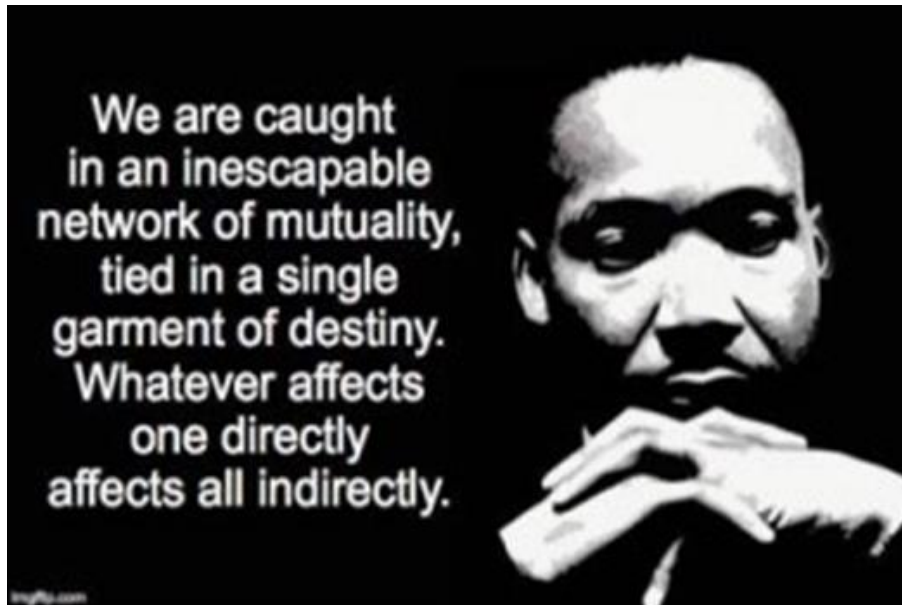 We are caught
in an inescapable
network of mutuality,
tied in a single
garment of destiny.
Whatever affects
one directly
affects all indirectly.
imgflip.com